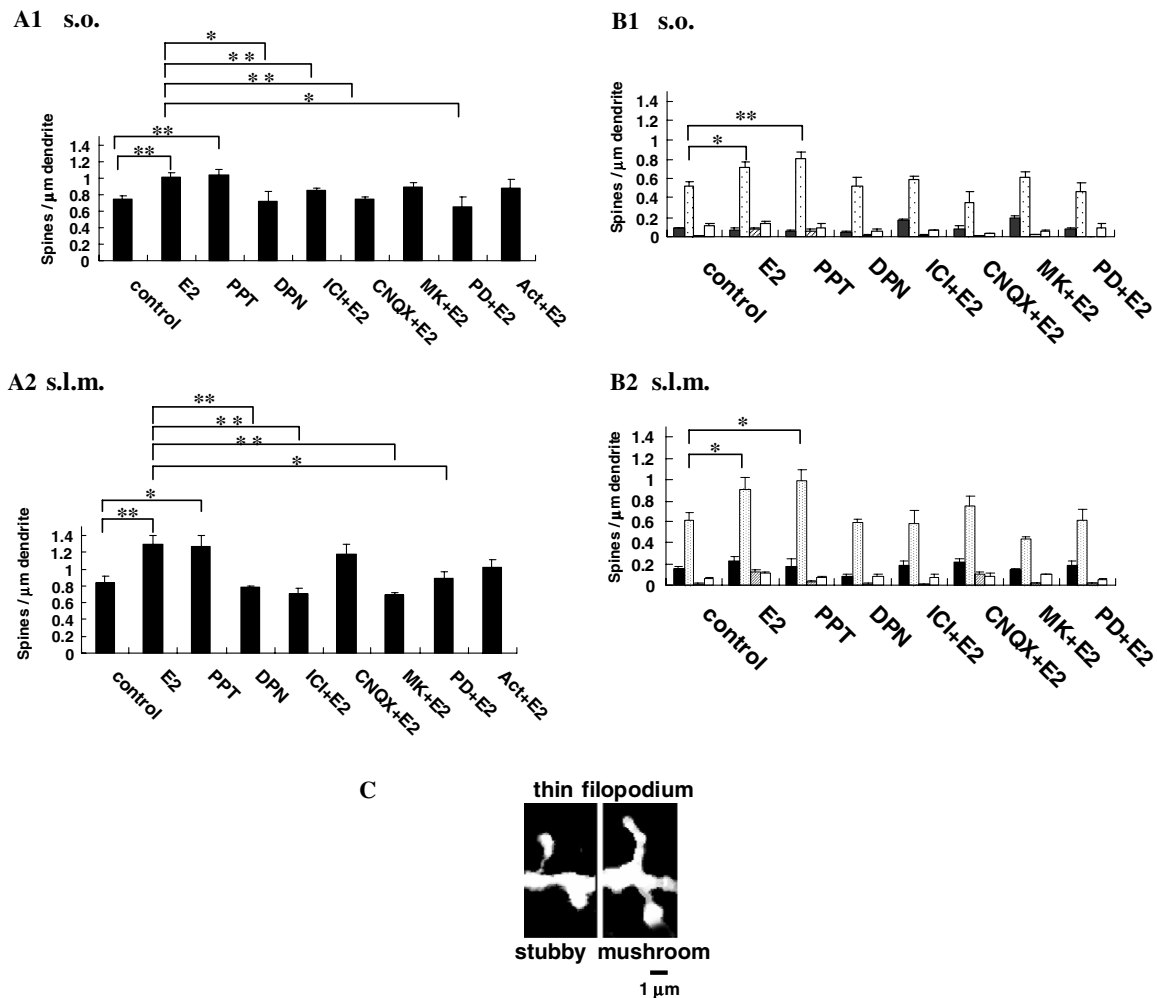 A1 s.o.
*
* *
* *
*
**
**
Spines / μm dendrite
1.4
1.2
1
0.8
0.6
0.4
0.2
0
control
E2
PPT
DPN
ICI+E2
CNQX+E2
MK+E2
PD+E2
Act+E2
B1 s.o.
**
*
Spines / μm dendrite
1.4
1.2
1
0.8
0.6
0.4
0.2
0
control
E2
PPT
DPN
ICI+E2
CNQX+E2
MK+E2
PD+E2
A2 s.l.m.
**
* *
* *
*
*
**
Spines / μm dendrite
1.4
1.2
1
0.8
0.6
0.4
0.2
0
control
E2
PPT
DPN
ICI+E2
CNQX+E2
MK+E2
PD+E2
Act+E2
B2 s.l.m.
*
*
Spines / μm dendrite
1.4
1.2
1
0.8
0.6
0.4
0.2
0
control
E2
PPT
DPN
ICI+E2
CNQX+E2
MK+E2
PD+E2
C
thin filopodium
stubby mushroom
1 μm